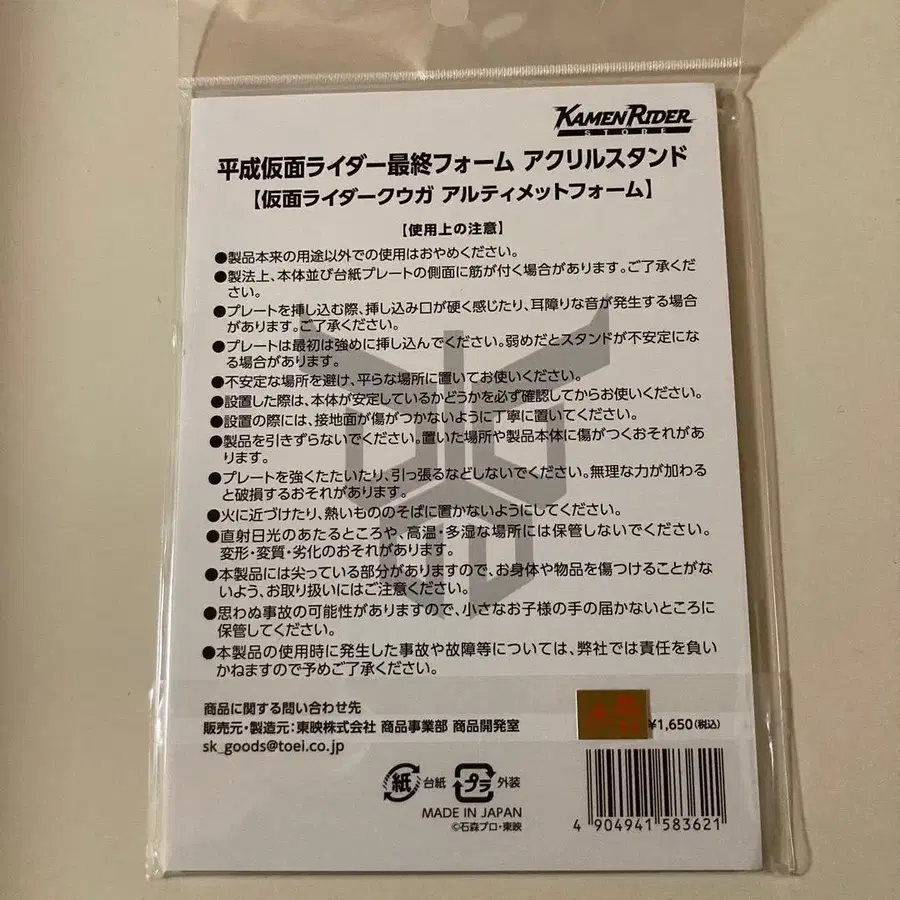 KAMEN RIDER
STORE
平成仮面ライダー最終フォーム アクリルスタンド
【仮面ライダークウガ アルティメットフォーム】
【使用上の注意】
●製品本来の用途以外での使用はおやめください。
●製法上、本体並び台紙プレートの側面に筋が付く場合があります。ご了承くだ
さい。
●プレートを挿し込む際、挿し込み口が硬く感じたり、耳障りな音が発生する場合
があります。ご了承ください。
●プレートは最初は強めに挿し込んでください。弱めだとスタンドが不安定にな
る場合があります。
●不安定な場所を避け、平らな場所に置いてお使いください。
●設置した際は、本体が安定しているかどうかを必ず確認してからお使いください。
●設置の際には、接地面が傷がつかないように丁寧に置いてください。
●製品を引きずらないでください。置いた場所や製品本体に傷がつくおそれがあ
ります。
●プレートを強くたたいたり、引っ張るなどしないでください。無理な力が加わる
と破損するおそれがあります。
●火に近づけたり、熱いもののそばに置かないようにしてください。
●直射日光のあたるところや、高温・多湿な場所には保管しないでください。
変形・変質・劣化のおそれがあります。
●本製品には尖っている部分がありますので、お身体や物品を傷つけることがな
いよう、お取り扱いにはご注意ください。
●思わぬ事故の可能性がありますので、小さなお子様の手の届かないところに
保管してください。
●本製品の使用時に発生した事故や故障等については、弊社では責任を負い
かねますので予めご了承ください。
商品に関する問い合わせ先
販売元・製造元:東映株式会社 商品事業部 商品開発室
sk_goods@toei.co.jp
¥1,650(税込)
紙 台紙 プラ 外装
MADE IN JAPAN
©石森プロ・東映
4 904941 583621